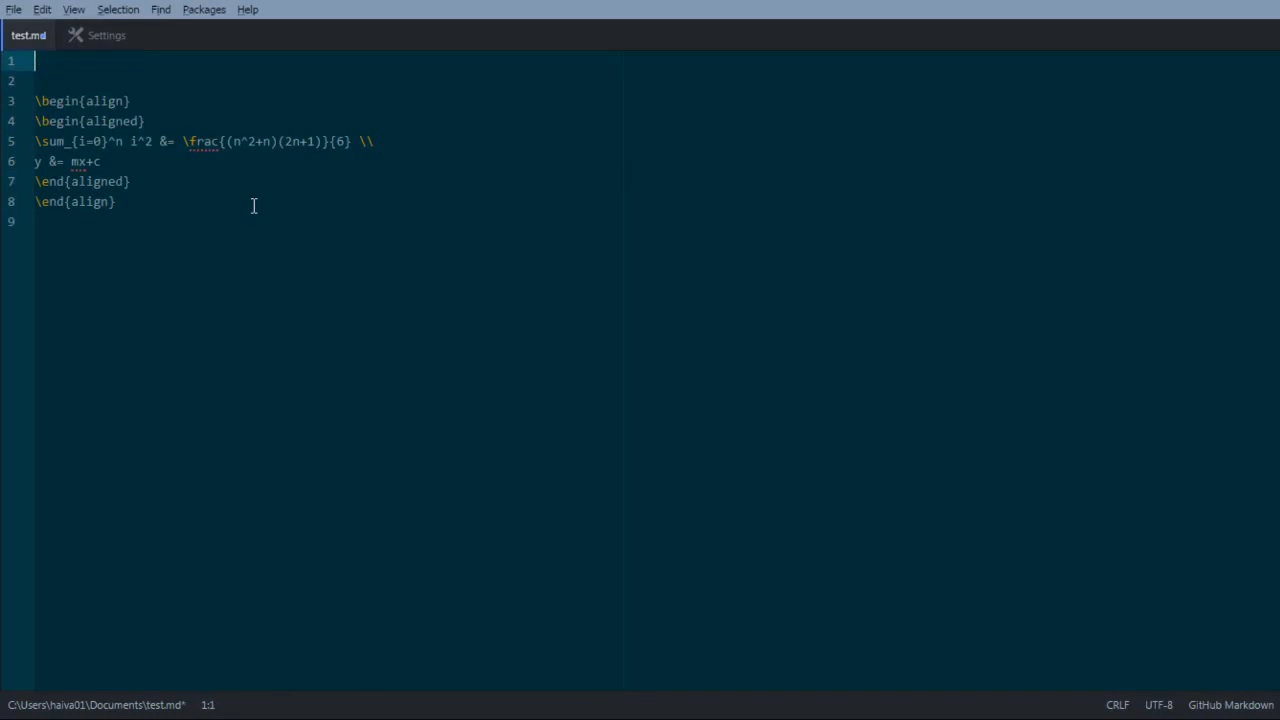 File Edit View Selection Find Packages Help
test.md Settings
1
2
3 \begin{align}
4 \begin{aligned}
5 \sum_{i=0}^n i^2 &= \frac{(n^2+n)(2n+1)}{6} \\
6 y &= mx+c
7 \end{aligned}
8 \end{align}
9
C:\Users\haiva01\Documents\test.md* 1:1 CRLF UTF-8 GitHub Markdown